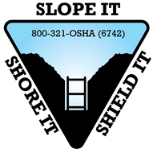 SLOPE IT
800-321-OSHA (6742)
SHORE IT
SHIELD IT